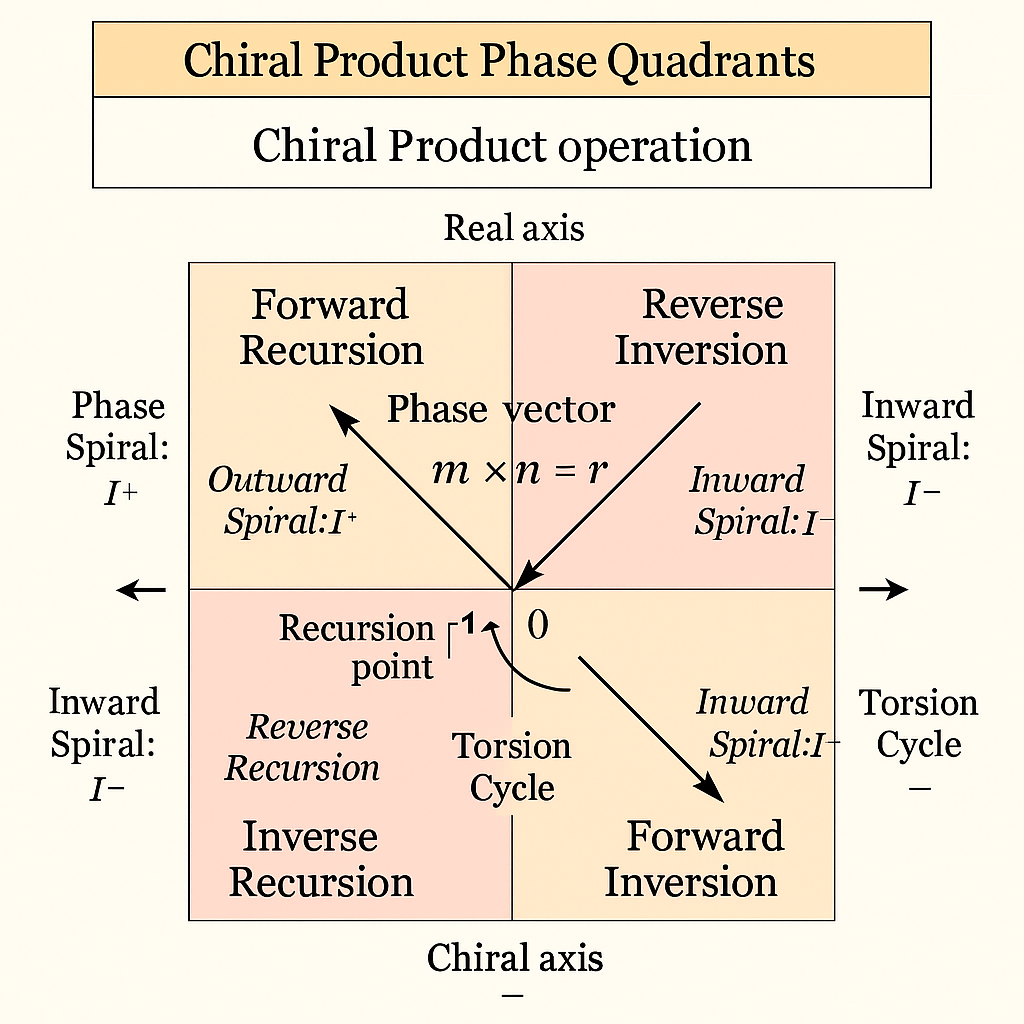 Chiral Product Phase Quadrants
Chiral Product operation
Real axis
Forward
Recursion
Reverse
Inversion
Phase
Spiral:
I+
Phase vector
m × n = r
Outward
Spiral:I+
Inward
Spiral:I−
Inward
Spiral:
I−
Recursion
point
1
0
Reverse
Recursion
Inverse
Recursion
Inward
Spiral:
I−
Torsion
Cycle
Inward
Spiral:I−
Forward
Inversion
Torsion
Cycle
−
Chiral axis
−